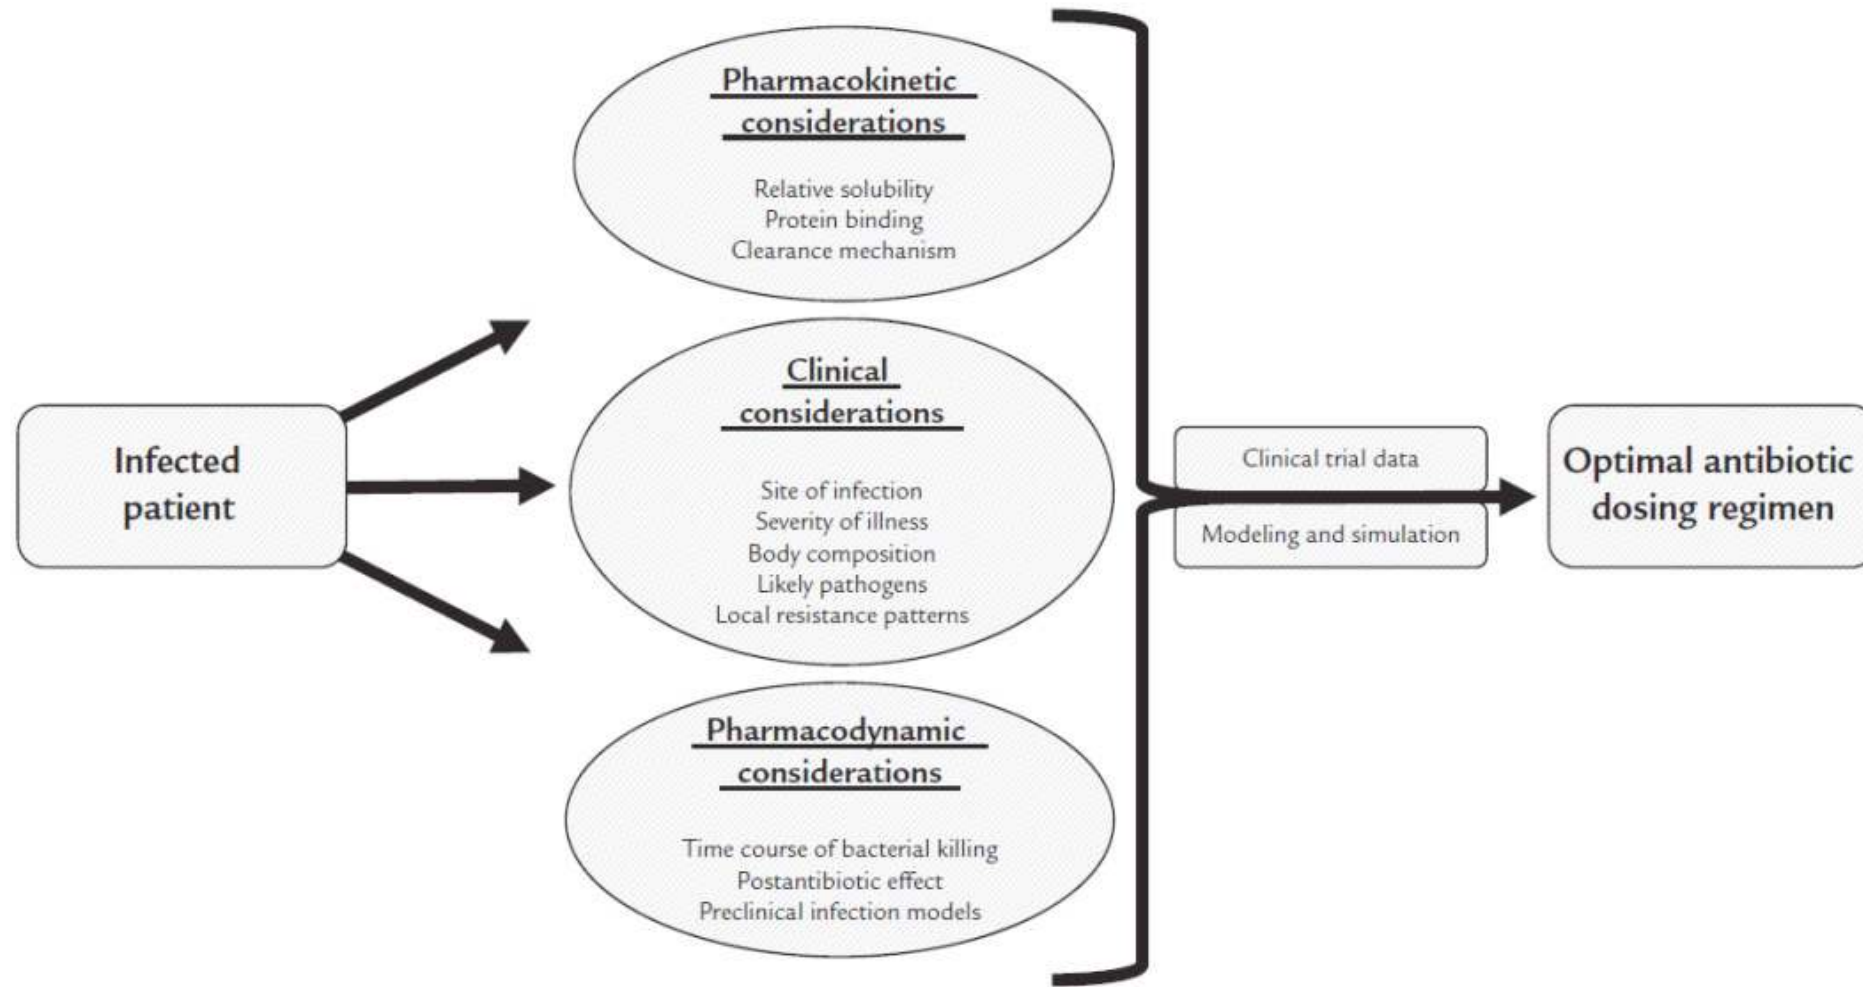 Infected
patient
Pharmacokinetic
considerations
Relative solubility
Protein binding
Clearance mechanism
Clinical
considerations
Site of infection
Severity of illness
Body composition
Likely pathogens
Local resistance patterns
Pharmacodynamic
considerations
Time course of bacterial killing
Postantibiotic effect
Preclinical infection models
Clinical trial data
Modeling and simulation
Optimal antibiotic
dosing regimen